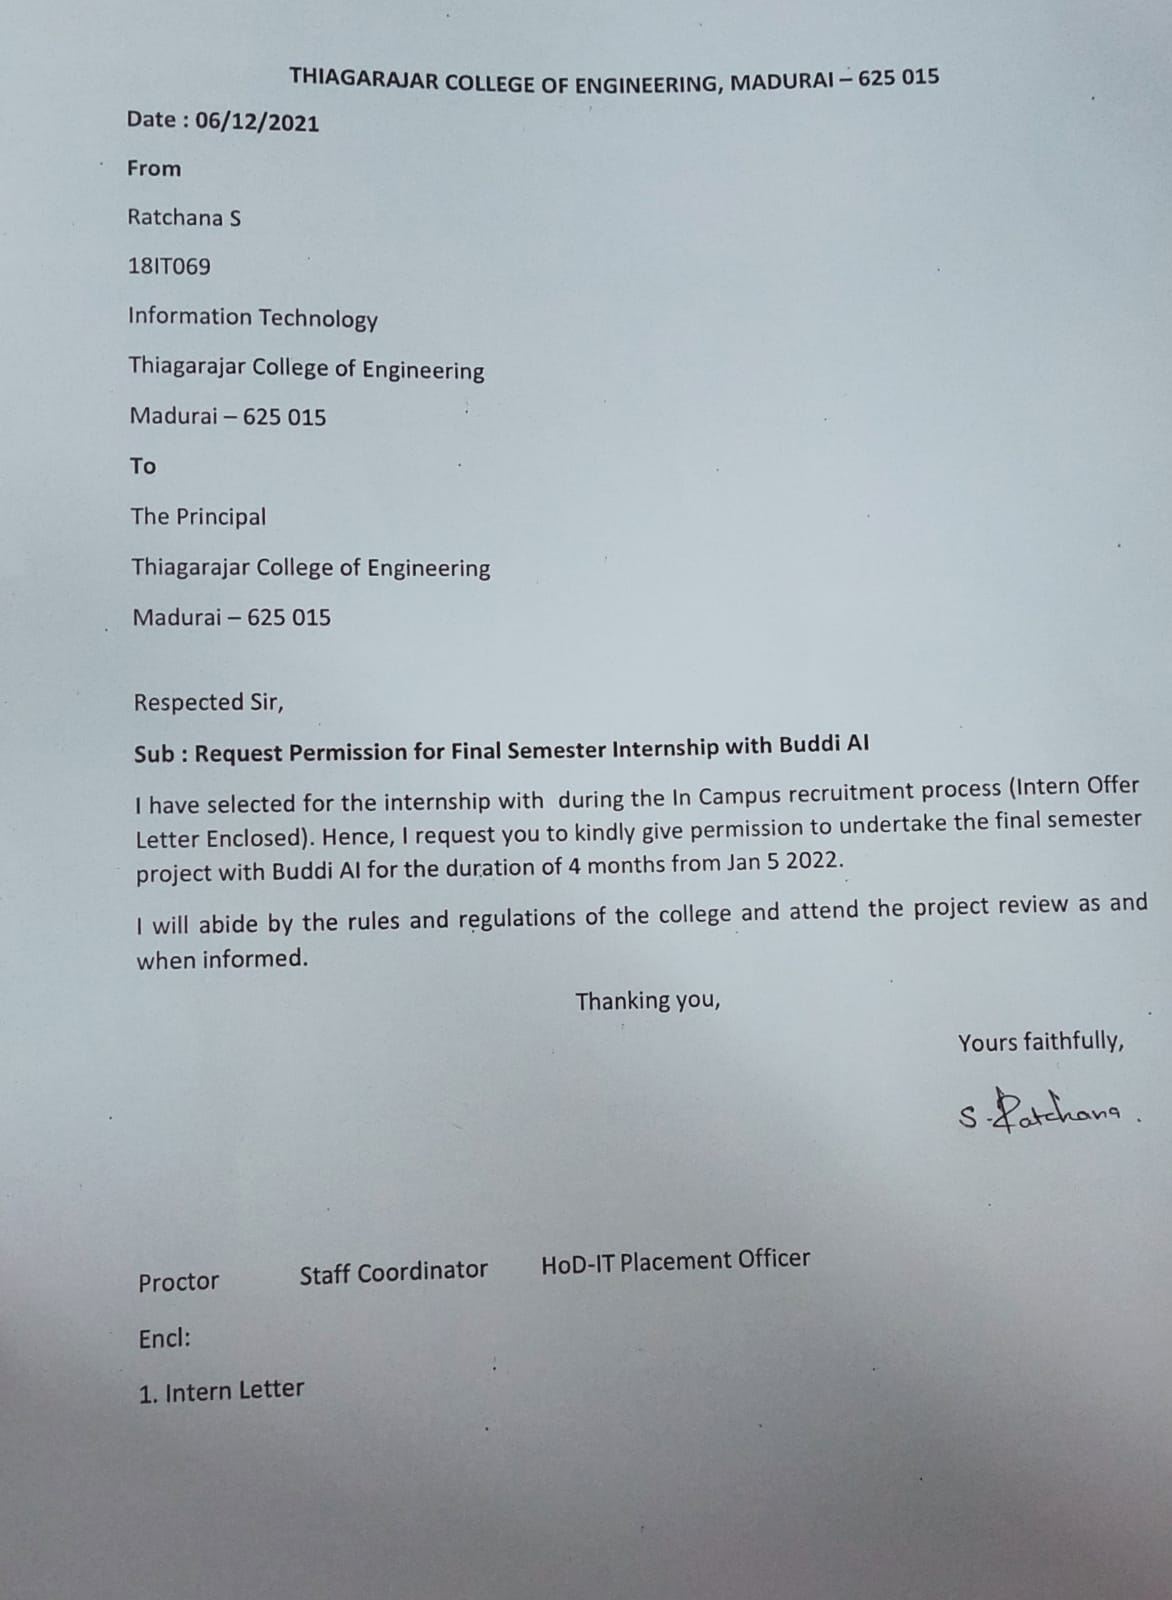 THIAGARAJAR COLLEGE OF ENGINEERING, MADURAI – 625 015
Date : 06/12/2021
From
Ratchana S
18IT069
Information Technology
Thiagarajar College of Engineering
Madurai – 625 015
To
The Principal
Thiagarajar College of Engineering
Madurai – 625 015
Respected Sir,
Sub : Request Permission for Final Semester Internship with Buddi AI
I have selected for the internship with during the In Campus recruitment process (Intern Offer
Letter Enclosed). Hence, I request you to kindly give permission to undertake the final semester
project with Buddi AI for the duration of 4 months from Jan 5 2022.
I will abide by the rules and regulations of the college and attend the project review as and
when informed.
Thanking you,
Yours faithfully,
S. Ratchana.
Proctor Staff Coordinator HoD-IT Placement Officer
Encl:
1. Intern Letter